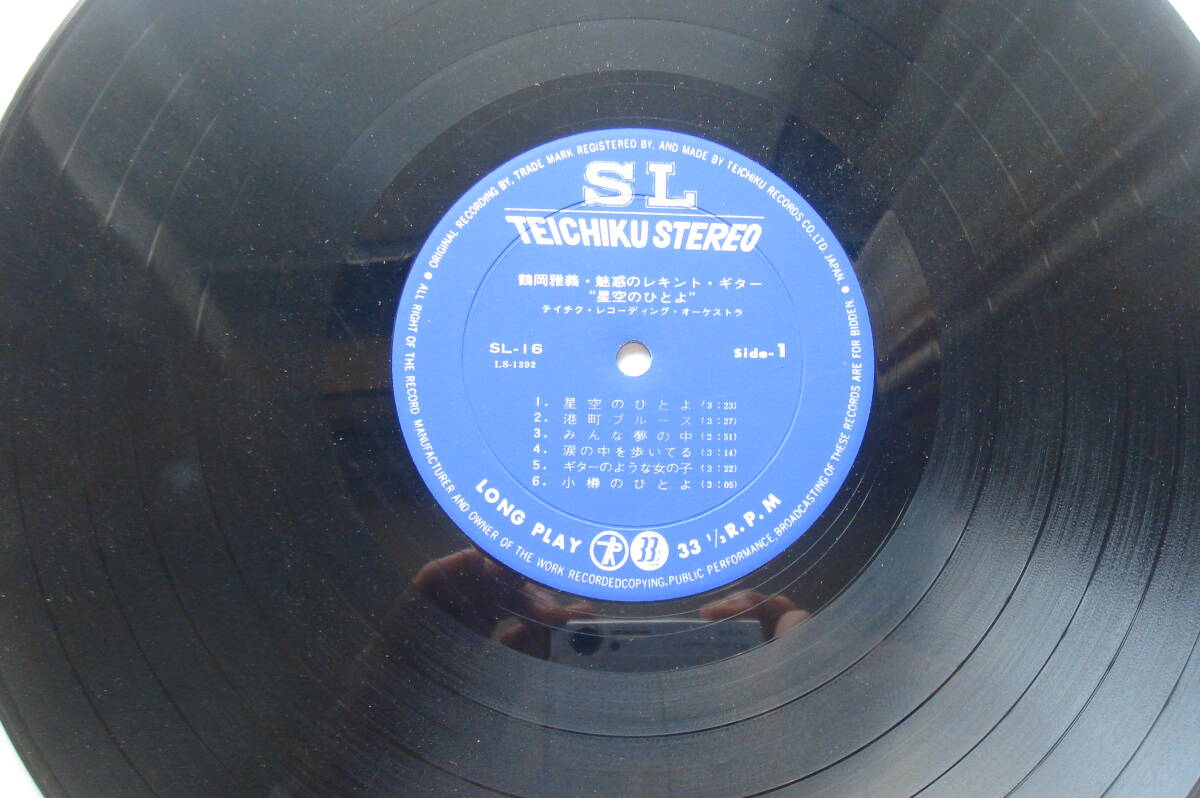 ORIGINAL RECORDING BY, TRADE MARK REGISTERED BY, AND MADE BY TEICHIKU RECORDS CO., LTD. JAPAN.
SL
TEICHIKU STEREO
鶴岡雅義・魅惑のレキント・ギター
“星空のひとよ”
テイチク・レコーディング・オーケストラ
SL-16
LS-1392
Side-1
1. 星空のひとよ (3:23)
2. 港町ブルース (3:27)
3. みんな夢の中 (2:51)
4. 涙の中を歩いてる (3:14)
5. ギターのような女の子 (3:22)
6. 小樽のひとよ (3:05)
LONG PLAY
33 1/3 R.P.M
ALL RIGHT OF THE RECORD MANUFACTURER AND OWNER OF THE WORK RECORDEDCOPYING, PUBLIC PERFORMANCE, BROADCASTING OF THESE RECORDS ARE FOR BIDDEN.